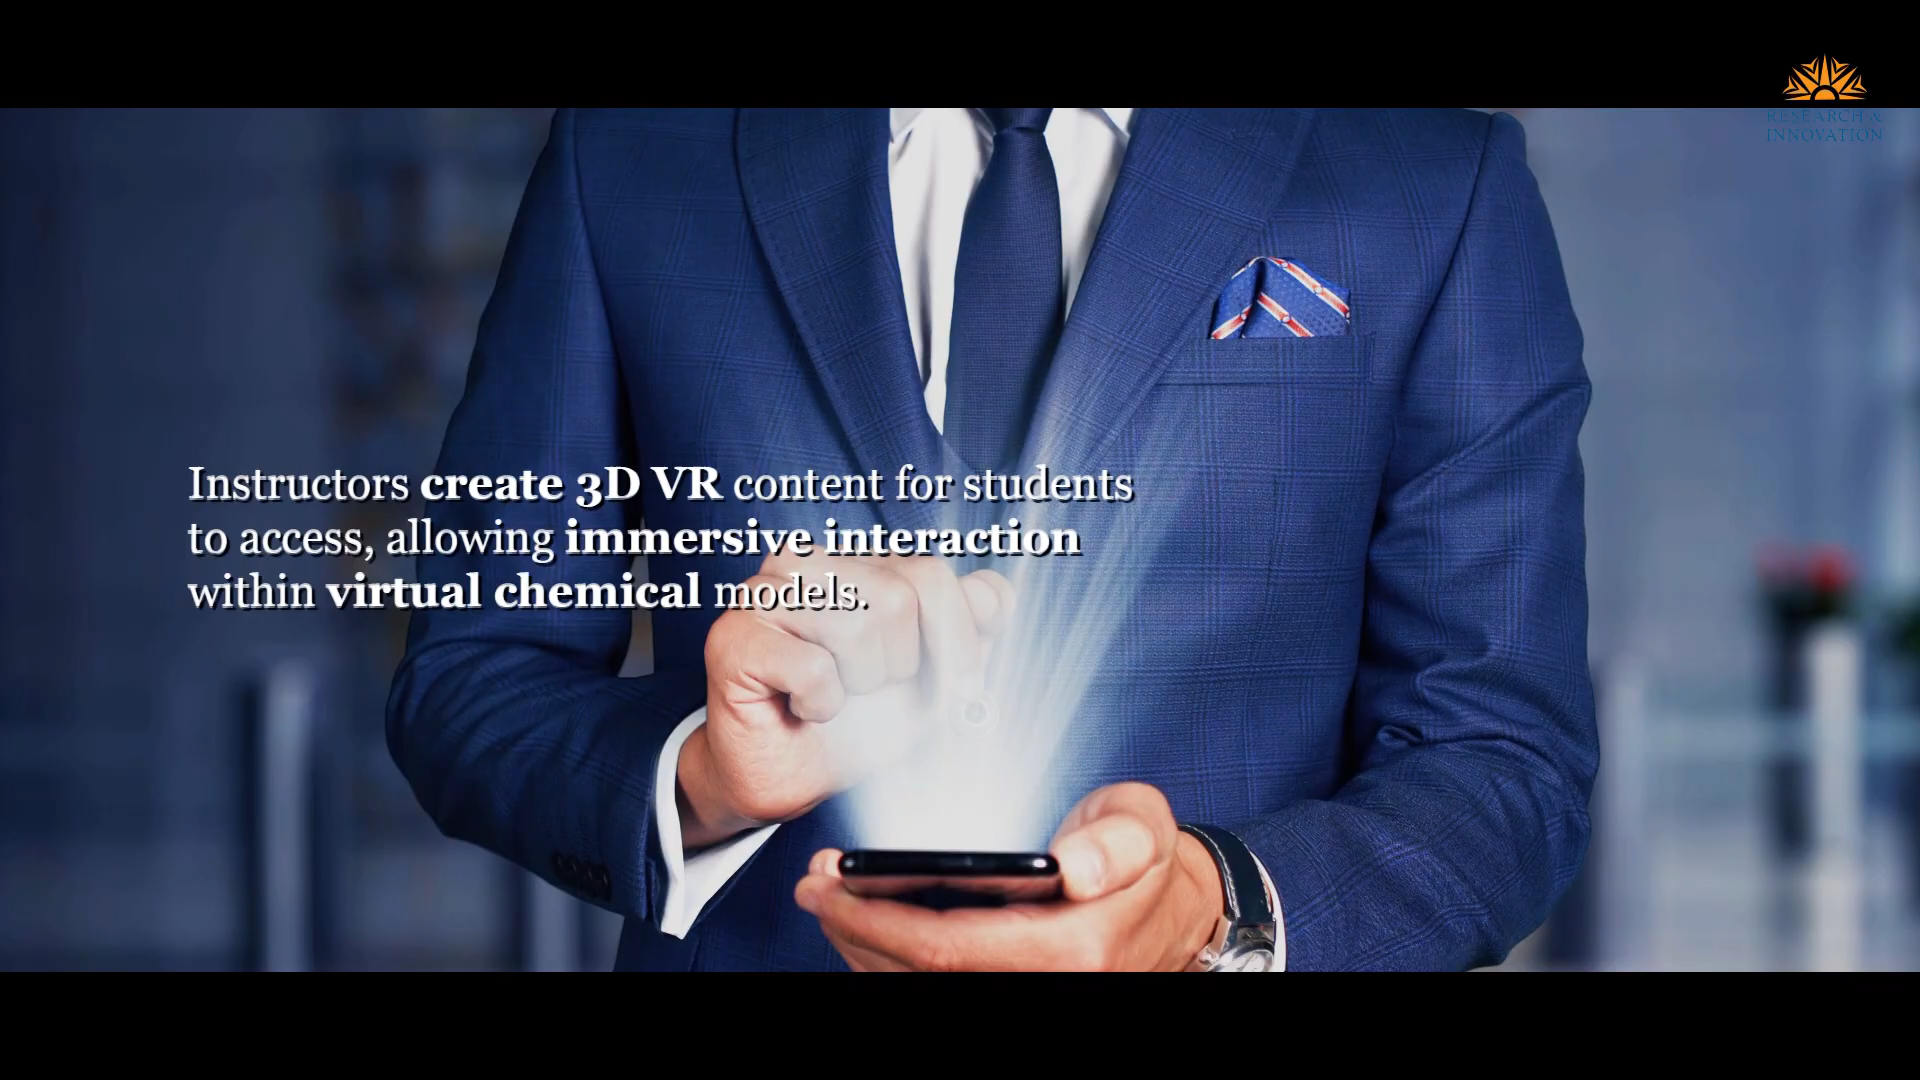 RESEARCH &
INNOVATION
Instructors create 3D VR content for students
to access, allowing immersive interaction
within virtual chemical models.